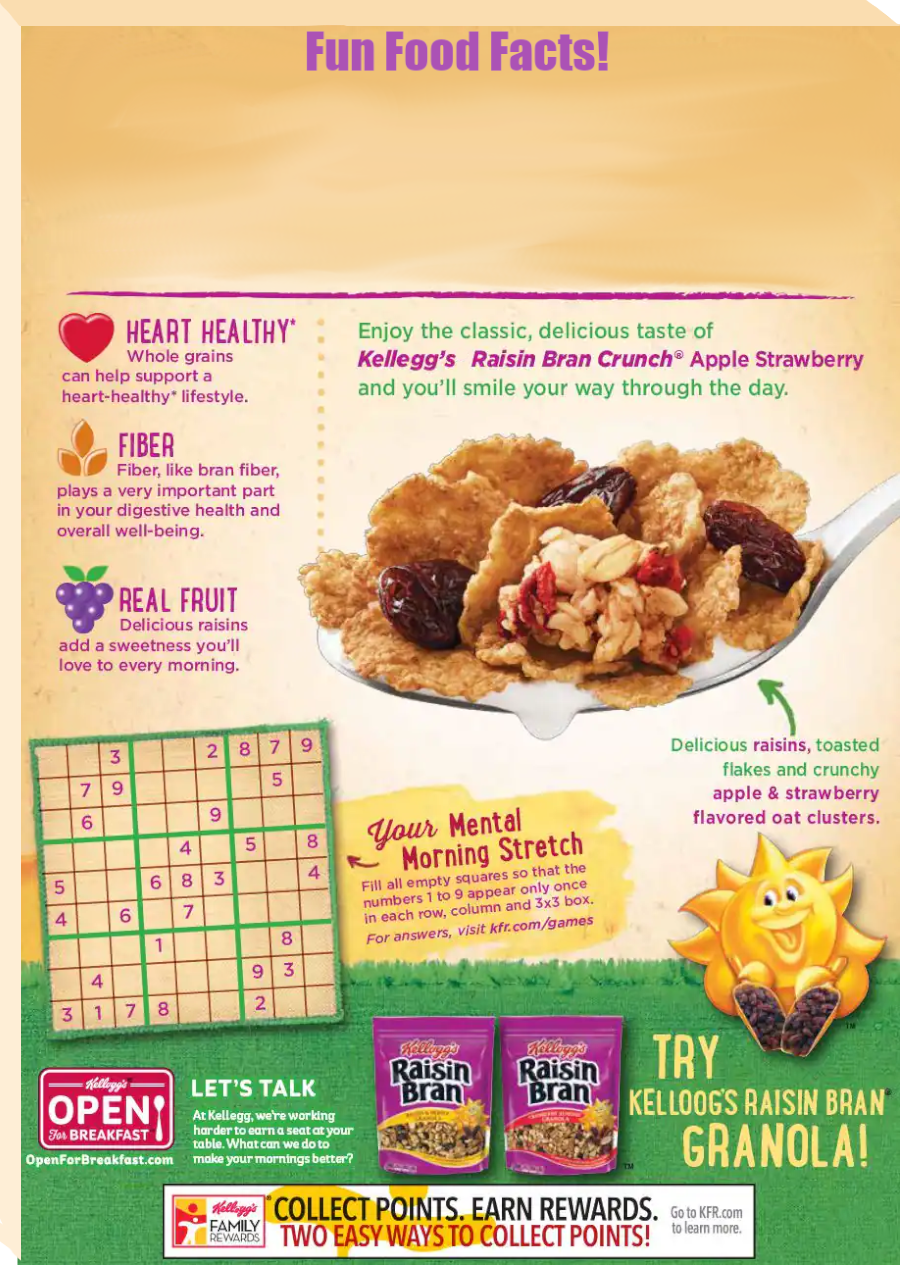 Fun Food Facts!
HEART HEALTHY*
Whole grains
can help support a
heart-healthy* lifestyle.
FIBER
Fiber, like bran fiber,
plays a very important part
in your digestive health and
overall well-being.
REAL FRUIT
Delicious raisins
add a sweetness you'll
love to every morning.
Enjoy the classic, delicious taste of
Kellegg's Raisin Bran Crunch® Apple Strawberry
and you'll smile your way through the day.
Delicious raisins, toasted
flakes and crunchy
apple & strawberry
flavored oat clusters.
3 2 8 7 9
7 9 5
6 9
4 5 8
5 6 8 3 4
4 6 7
1 8
4 9 3
3 1 7 8 2
Your Mental
Morning Stretch
Fill all empty squares so that the
numbers 1 to 9 appear only once
in each row, column and 3x3 box.
For answers, visit kfr.com/games
TM
Kellogg's
OPEN
for BREAKFAST
OpenForBreakfast.com
LET'S TALK
At Kellegg, we're working
harder to earn a seat at your
table. What can we do to
make your mornings better?
Kellogg's
Raisin
Bran
GRANOLA
Kellogg's
Raisin
Bran
CRANBERRY ALMOND
GRANOLA
TM
TRY
KELLOOG'S RAISIN BRAN®
GRANOLA!
Kellogg's®
FAMILY
REWARDS
COLLECT POINTS. EARN REWARDS.
TWO EASY WAYS TO COLLECT POINTS!
Go to KFR.com
to learn more.